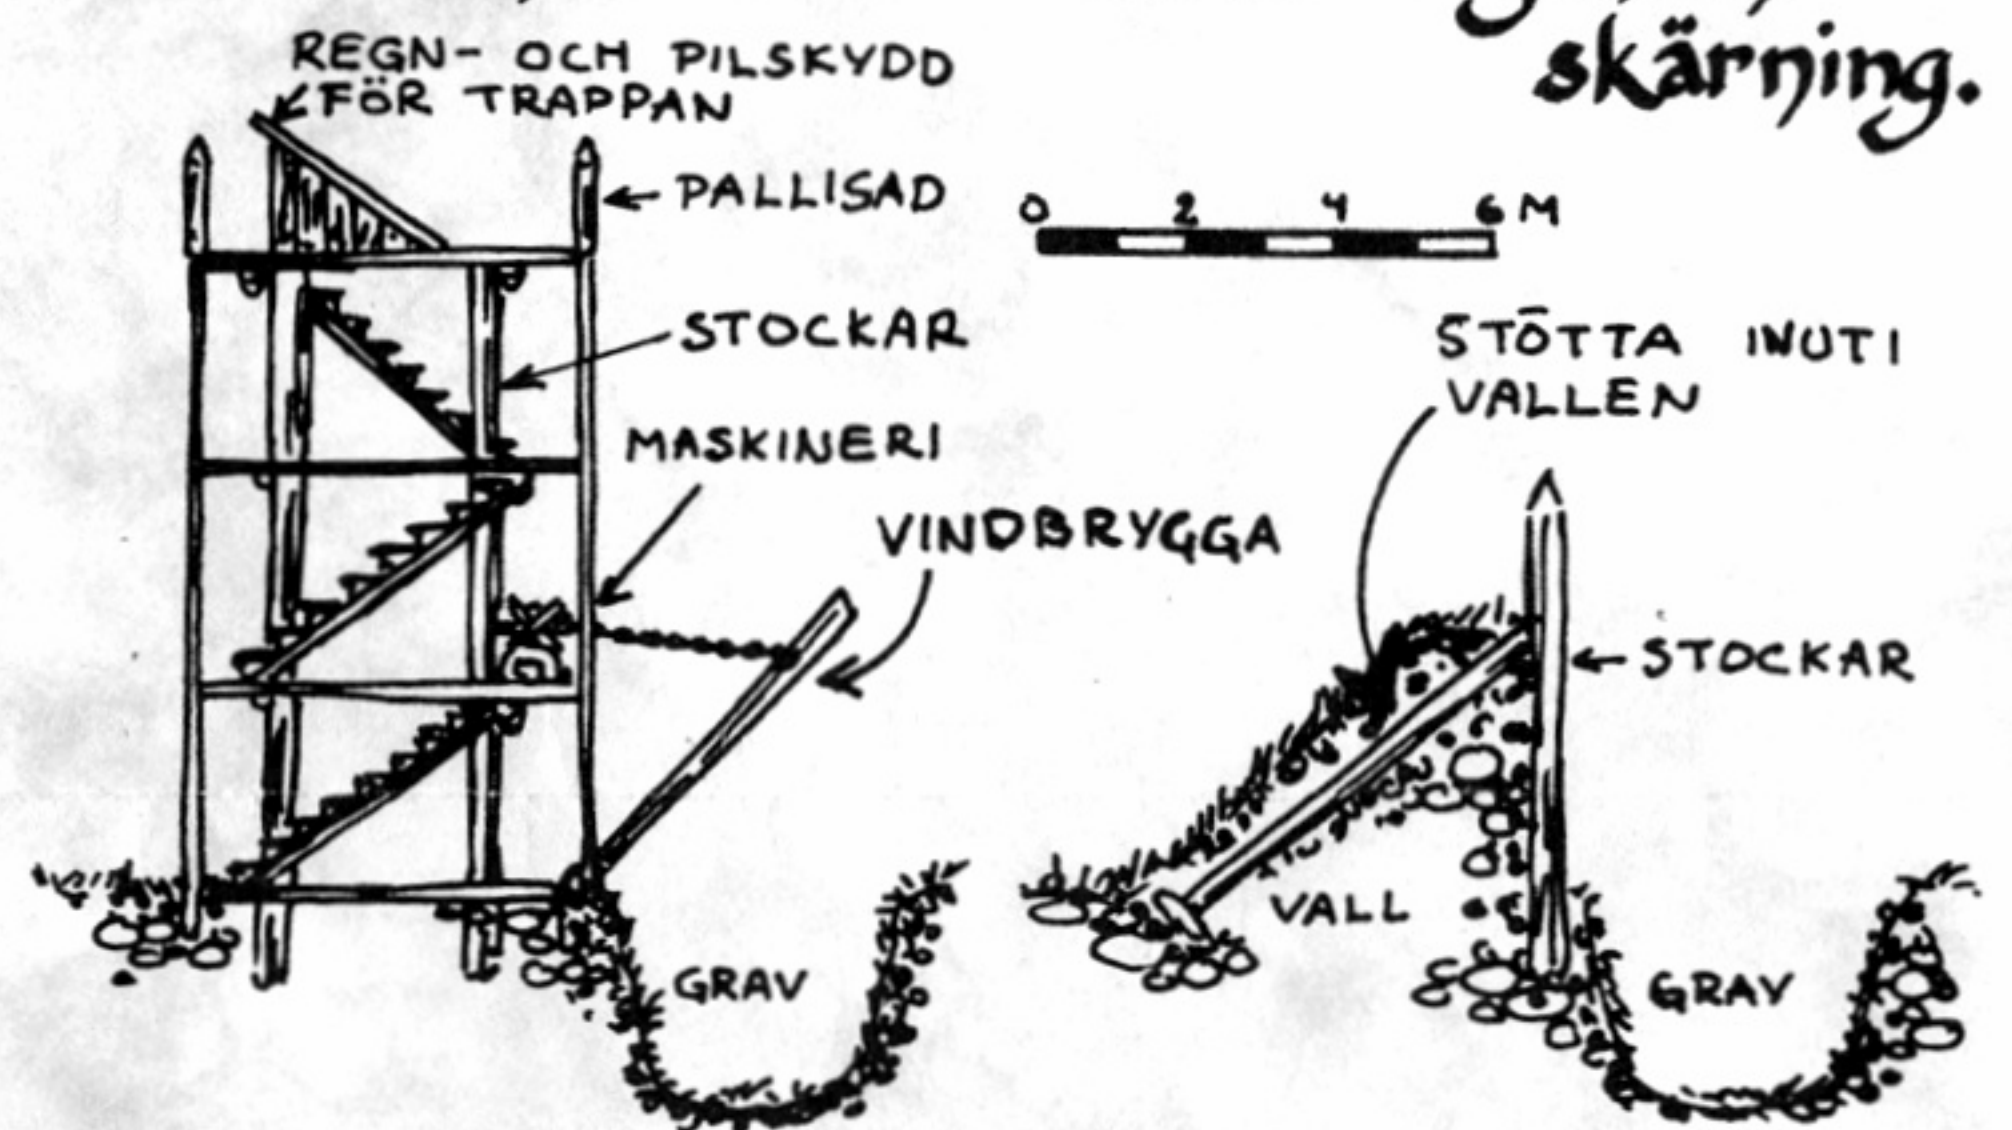 skärning.
REGN- OCH PILSKYDD
FÖR TRAPPAN
PALLISAD
0 2 4 6 M
STOCKAR
STÖTTA INUTI
VALLEN
MASKINERI
VINDBRYGGA
STOCKAR
VALL
GRAV
GRAV